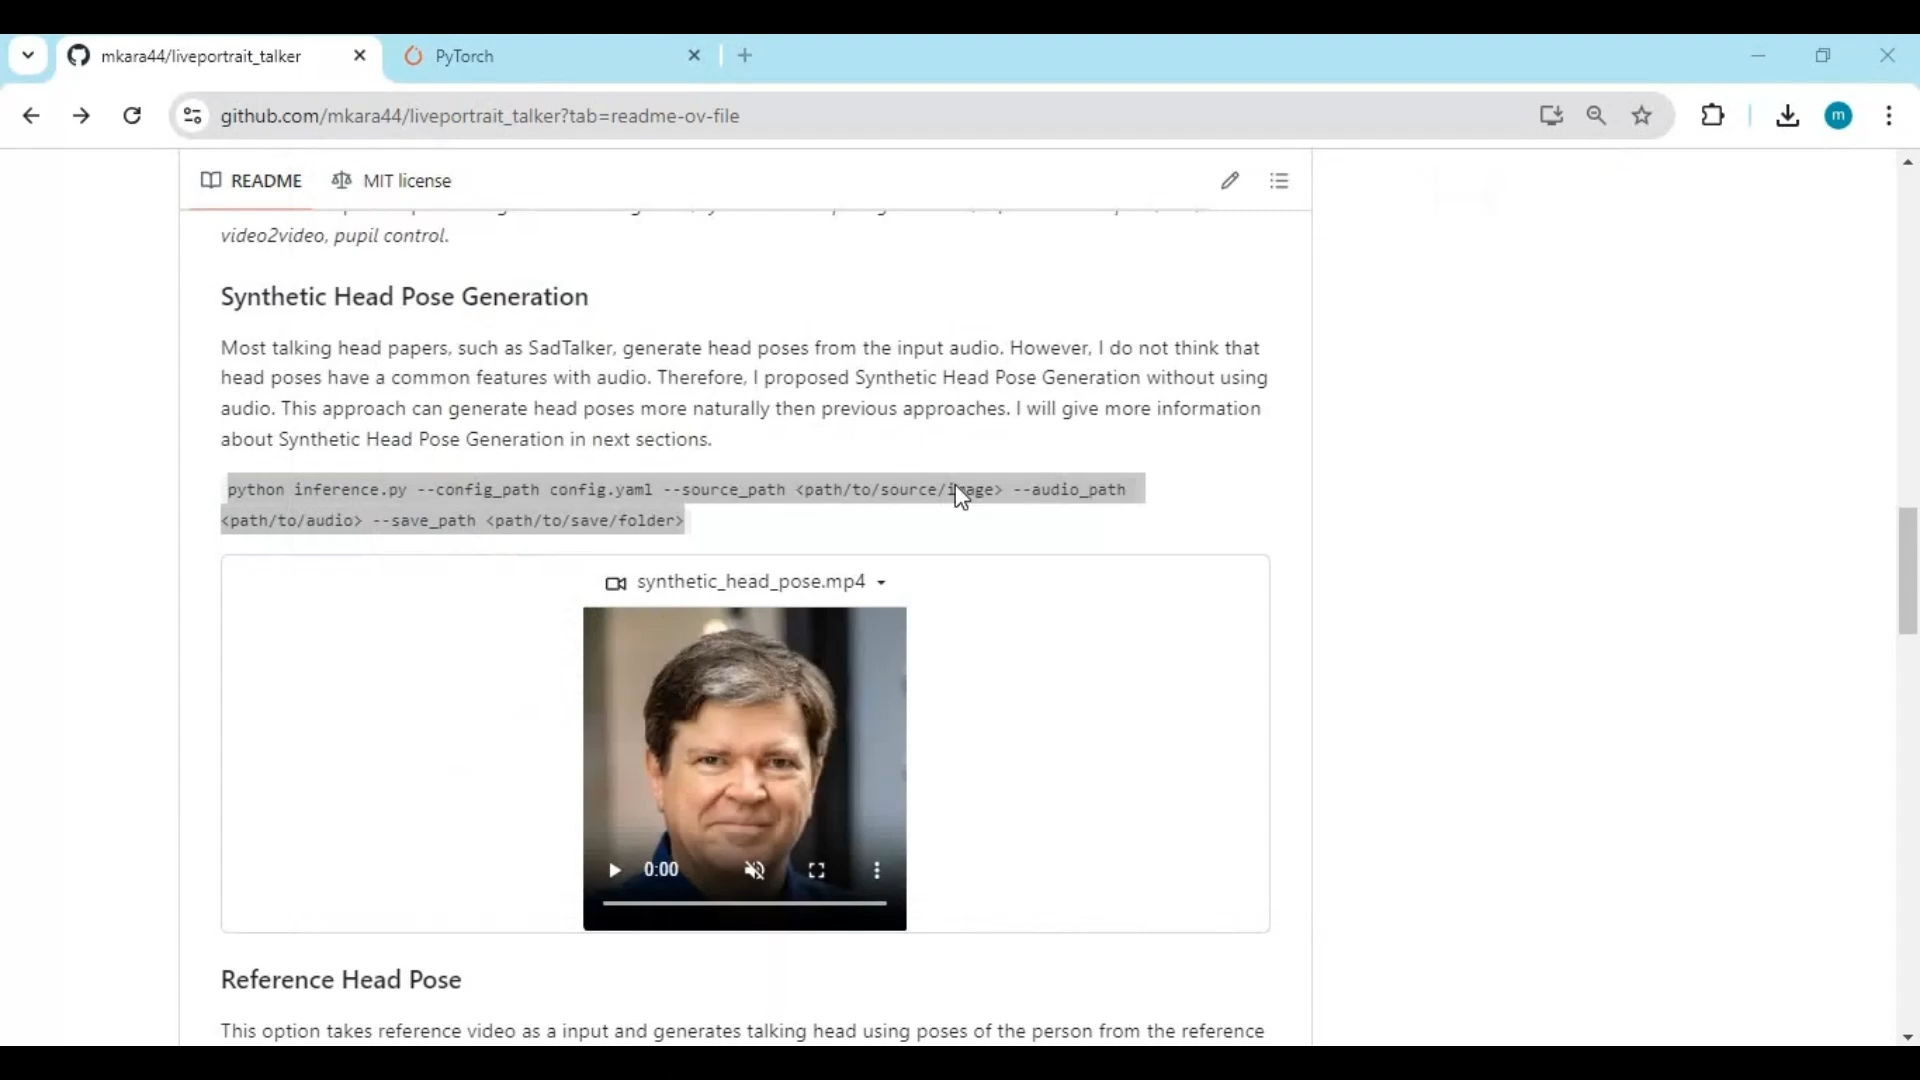 mkara44/liveportrait_talker
PyTorch
github.com/mkara44/liveportrait_talker?tab=readme-ov-file
m
README
MIT license
video2video, pupil control.
Synthetic Head Pose Generation
Most talking head papers, such as SadTalker, generate head poses from the input audio. However, I do not think that
head poses have a common features with audio. Therefore, I proposed Synthetic Head Pose Generation without using
audio. This approach can generate head poses more naturally then previous approaches. I will give more information
about Synthetic Head Pose Generation in next sections.
python inference.py --config_path config.yaml --source_path <path/to/source/image> --audio_path
<path/to/audio> --save_path <path/to/save/folder>
synthetic_head_pose.mp4
0:00
Reference Head Pose
This option takes reference video as a input and generates talking head using poses of the person from the reference